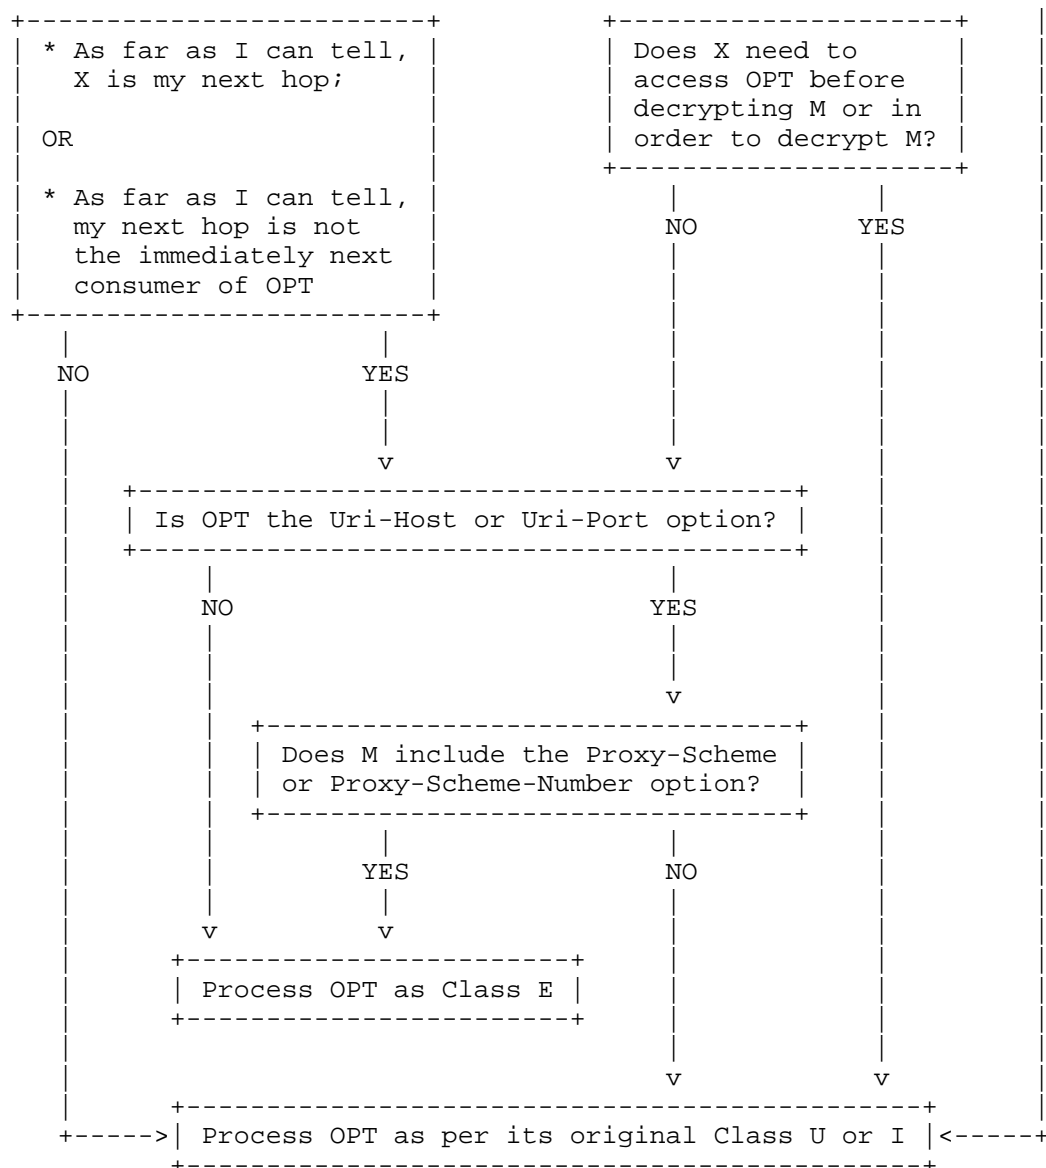 * As far as I can tell,
X is my next hop;
OR
* As far as I can tell,
my next hop is not
the immediately next
consumer of OPT
Does X need to
access OPT before
decrypting M or in
order to decrypt M?
NO YES
NO YES
Is OPT the Uri-Host or Uri-Port option?
NO YES
Does M include the Proxy-Scheme
or Proxy-Scheme-Number option?
YES NO
Process OPT as Class E
Process OPT as per its original Class U or I